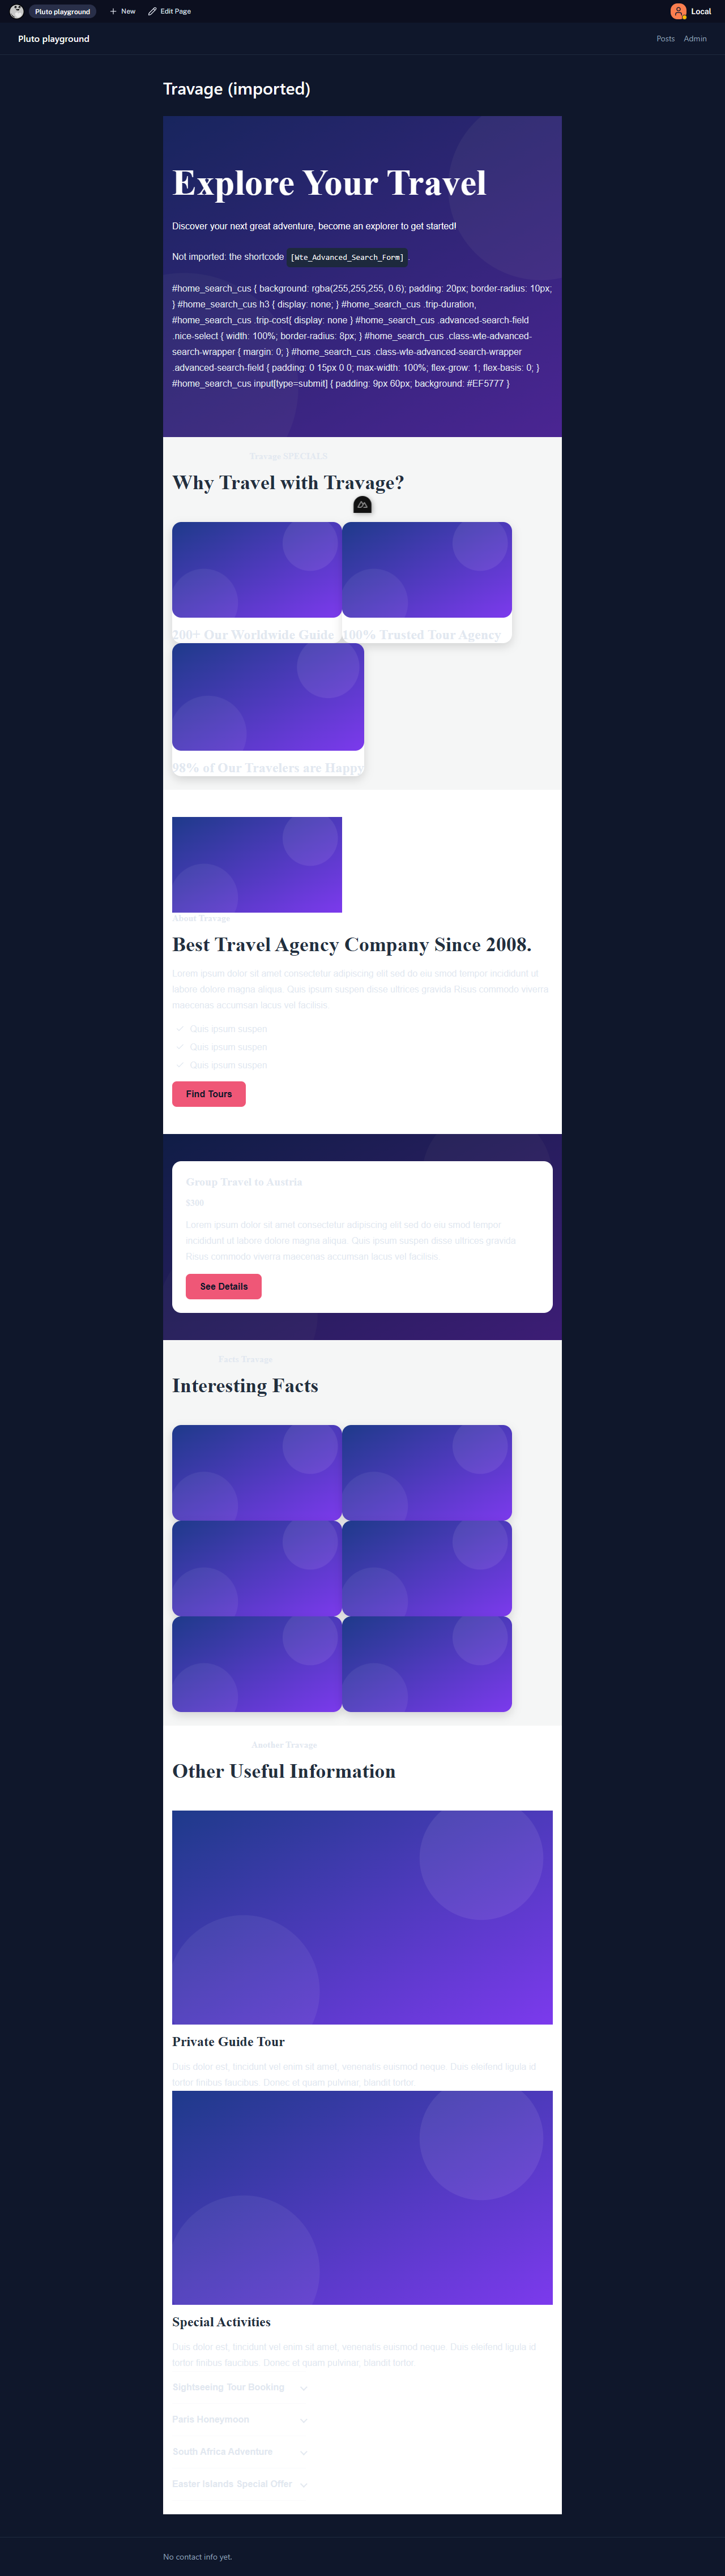 Pluto playground
New
Edit Page
Local
Pluto playground
Posts
Admin
Travage (imported)
Explore Your Travel
Discover your next great adventure, become an explorer to get started!
Not imported: the shortcode [Wte_Advanced_Search_Form].
#home_search_cus { background: rgba(255,255,255, 0.6); padding: 20px; border-radius: 10px;
} #home_search_cus h3 { display: none; } #home_search_cus .trip-duration,
#home_search_cus .trip-cost{ display: none } #home_search_cus .advanced-search-field
.nice-select { width: 100%; border-radius: 8px; } #home_search_cus .class-wte-advanced-
search-wrapper { margin: 0; } #home_search_cus .class-wte-advanced-search-wrapper
.advanced-search-field { padding: 0 15px 0 0; max-width: 100%; flex-grow: 1; flex-basis: 0; }
#home_search_cus input[type=submit] { padding: 9px 60px; background: #EF5777 }
Travage SPECIALS
Why Travel with Travage?
200+ Our Worldwide Guide
100% Trusted Tour Agency
98% of Our Travelers are Happy
About Travage
Best Travel Agency Company Since 2008.
Lorem ipsum dolor sit amet consectetur adipiscing elit sed do eiu smod tempor incididunt ut
labore dolore magna aliqua. Quis ipsum suspen disse ultrices gravida Risus commodo viverra
maecenas accumsan lacus vel facilisis.
Quis ipsum suspen
Quis ipsum suspen
Quis ipsum suspen
Find Tours
Group Travel to Austria
$300
Lorem ipsum dolor sit amet consectetur adipiscing elit sed do eiu smod tempor
incididunt ut labore dolore magna aliqua. Quis ipsum suspen disse ultrices gravida
Risus commodo viverra maecenas accumsan lacus vel facilisis.
See Details
Facts Travage
Interesting Facts
Another Travage
Other Useful Information
Private Guide Tour
Duis dolor est, tincidunt vel enim sit amet, venenatis euismod neque. Duis eleifend ligula id
tortor finibus faucibus. Donec et quam pulvinar, blandit tortor.
Special Activities
Duis dolor est, tincidunt vel enim sit amet, venenatis euismod neque. Duis eleifend ligula id
tortor finibus faucibus. Donec et quam pulvinar, blandit tortor.
Sightseeing Tour Booking
Paris Honeymoon
South Africa Adventure
Easter Islands Special Offer
No contact info yet.